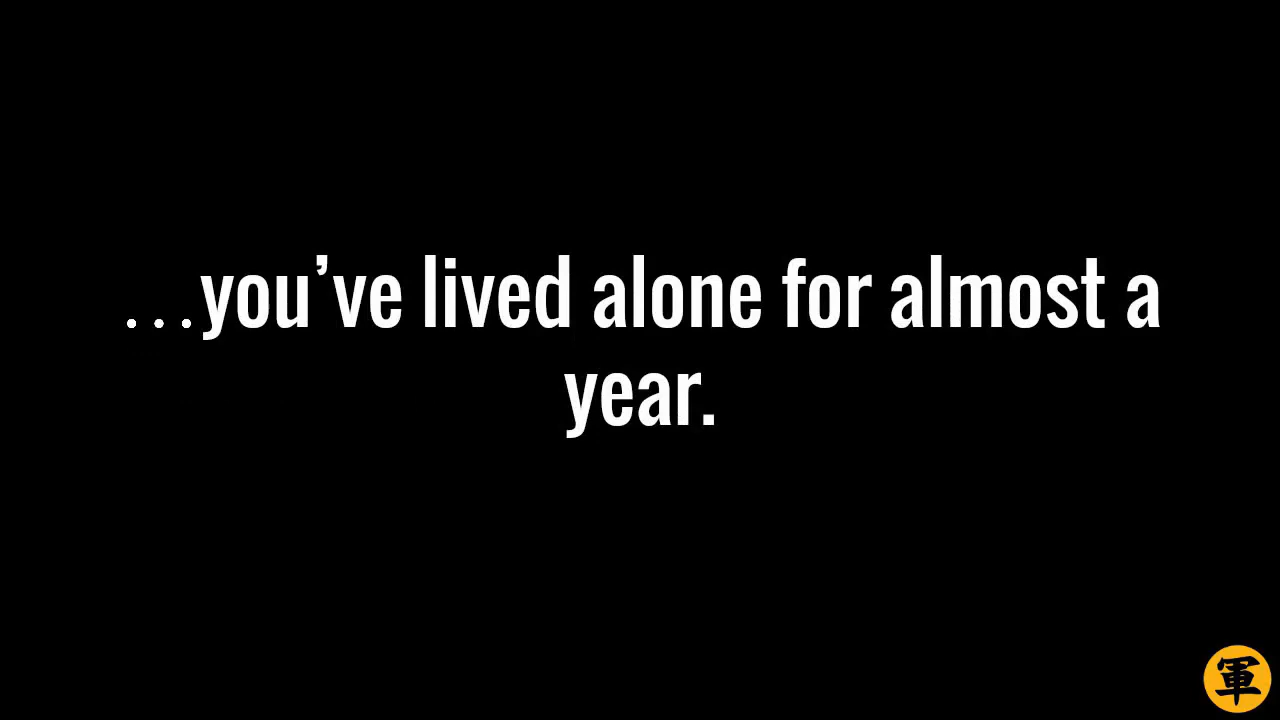 ...you’ve lived alone for almost a
year.
軍